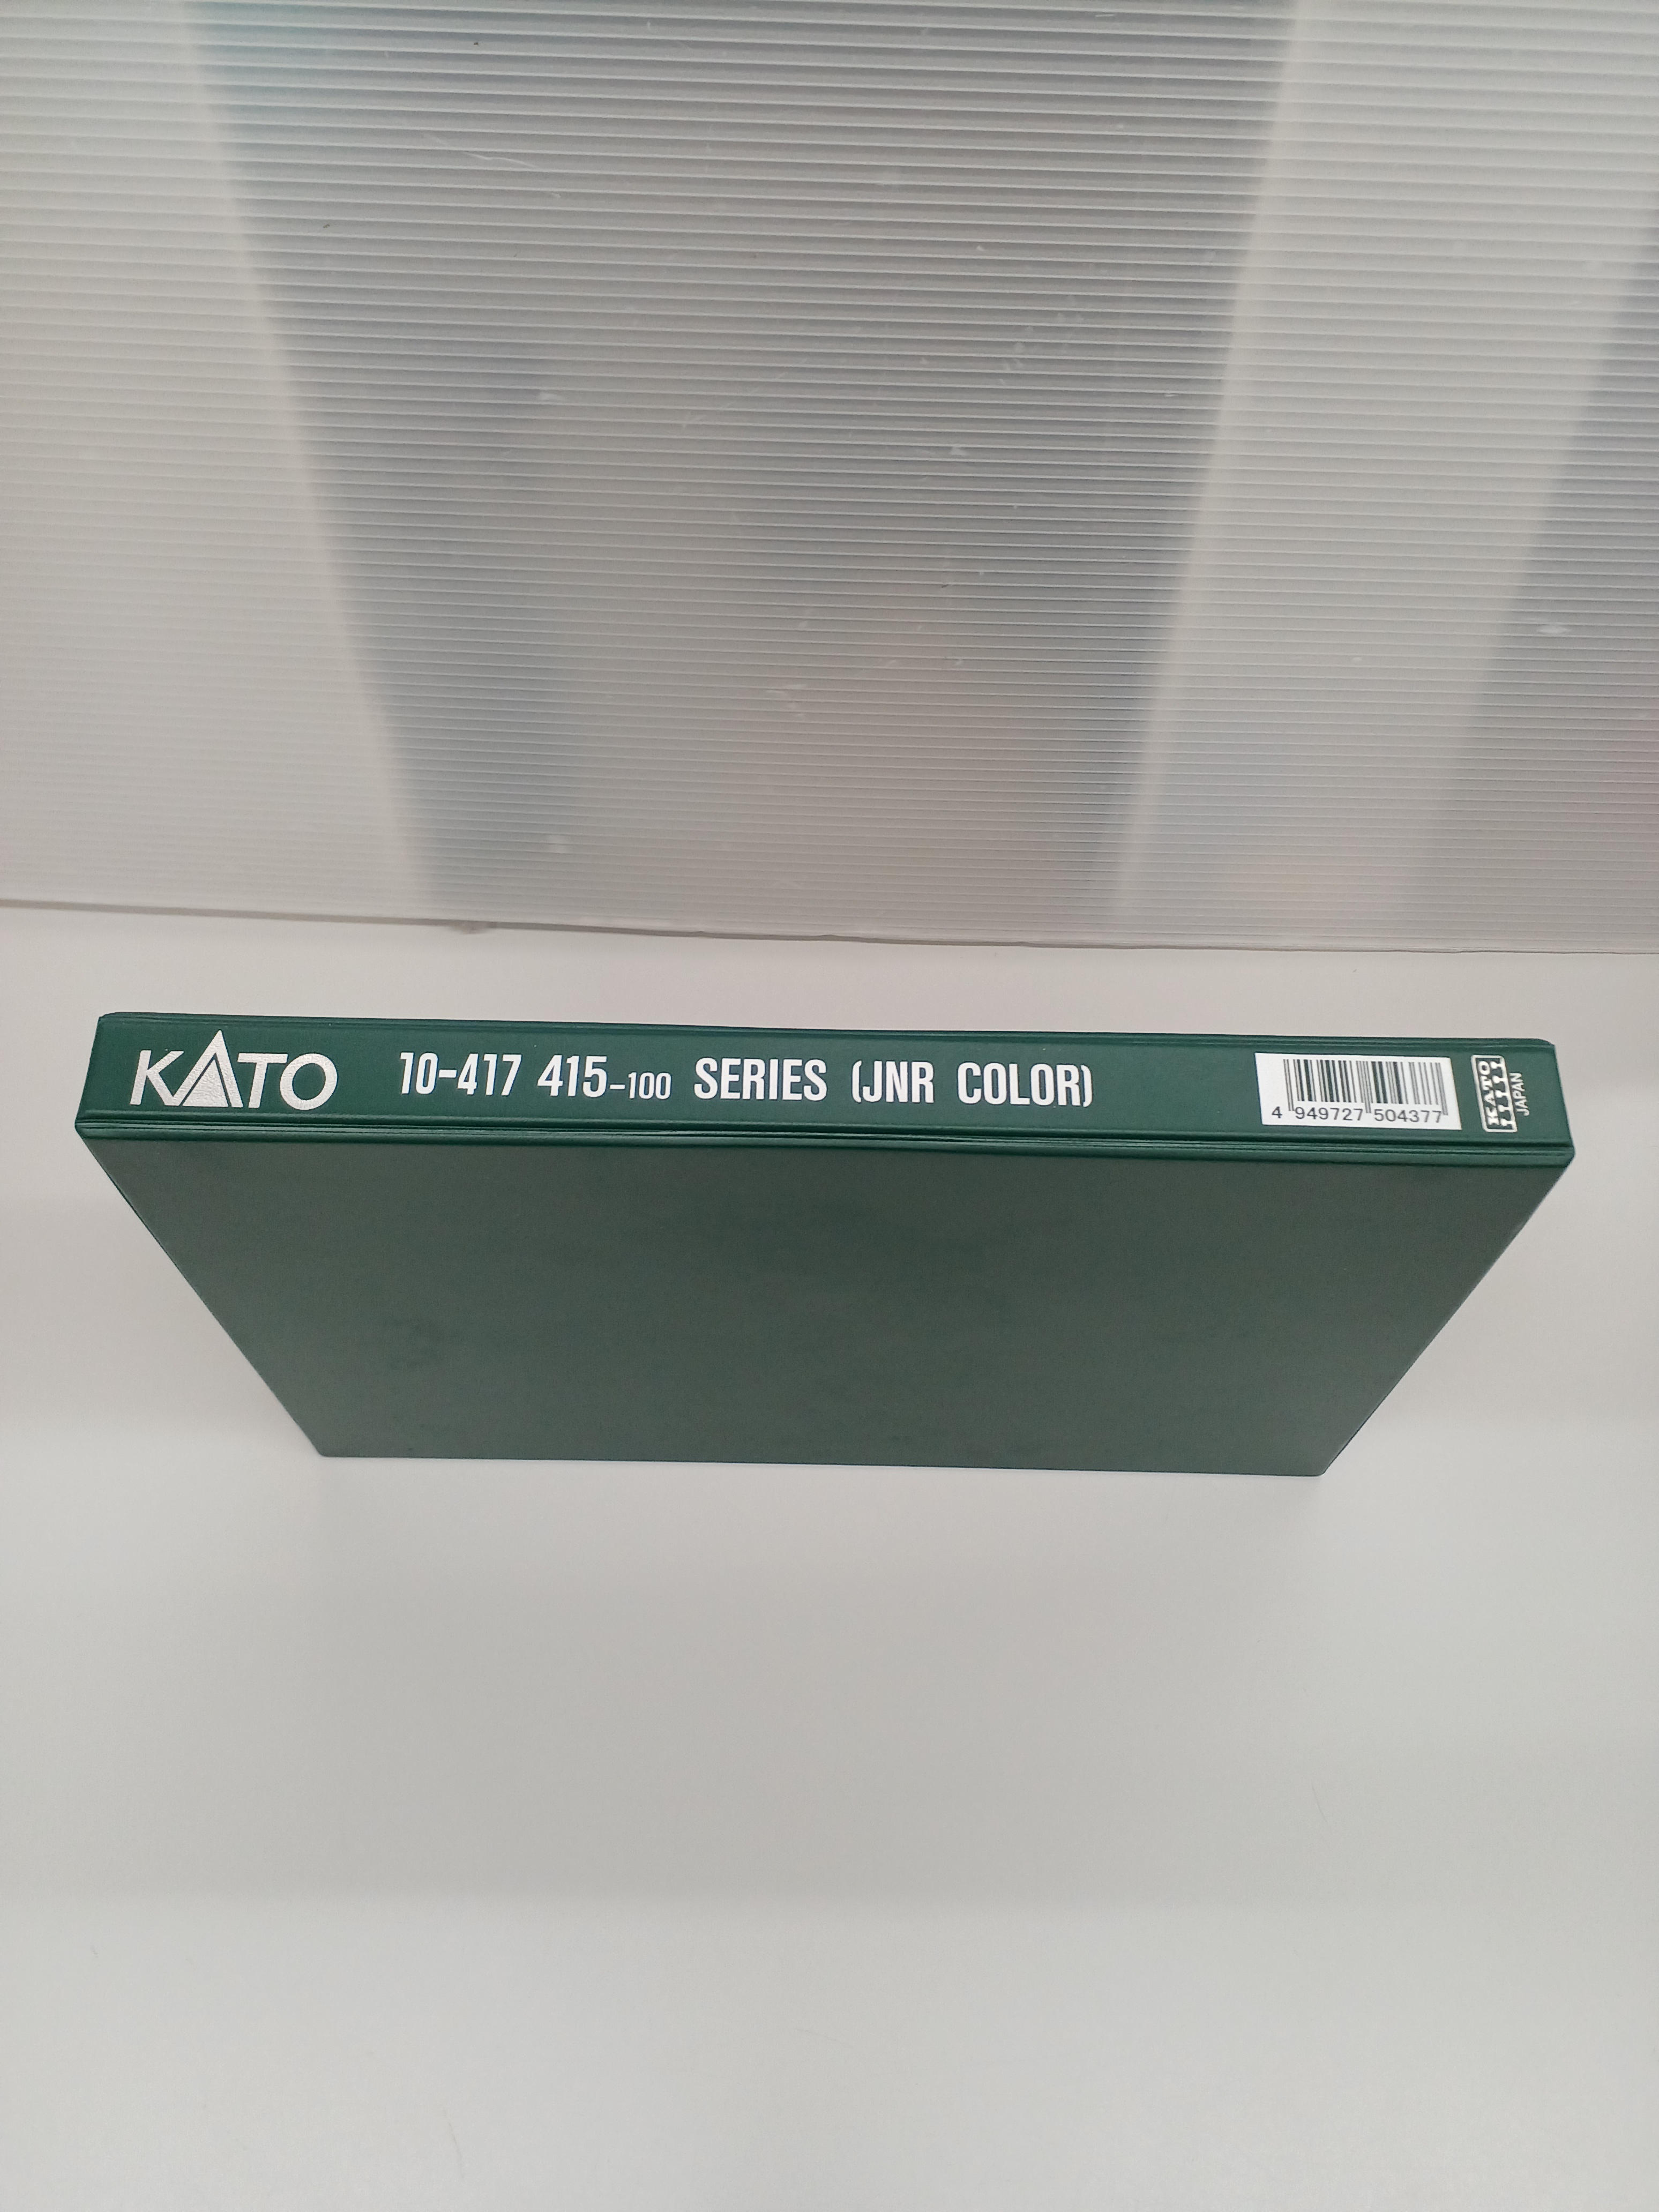 KATO 10-417 415-100 SERIES (JNR COLOR)
4 949727 504377
KATO
JAPAN